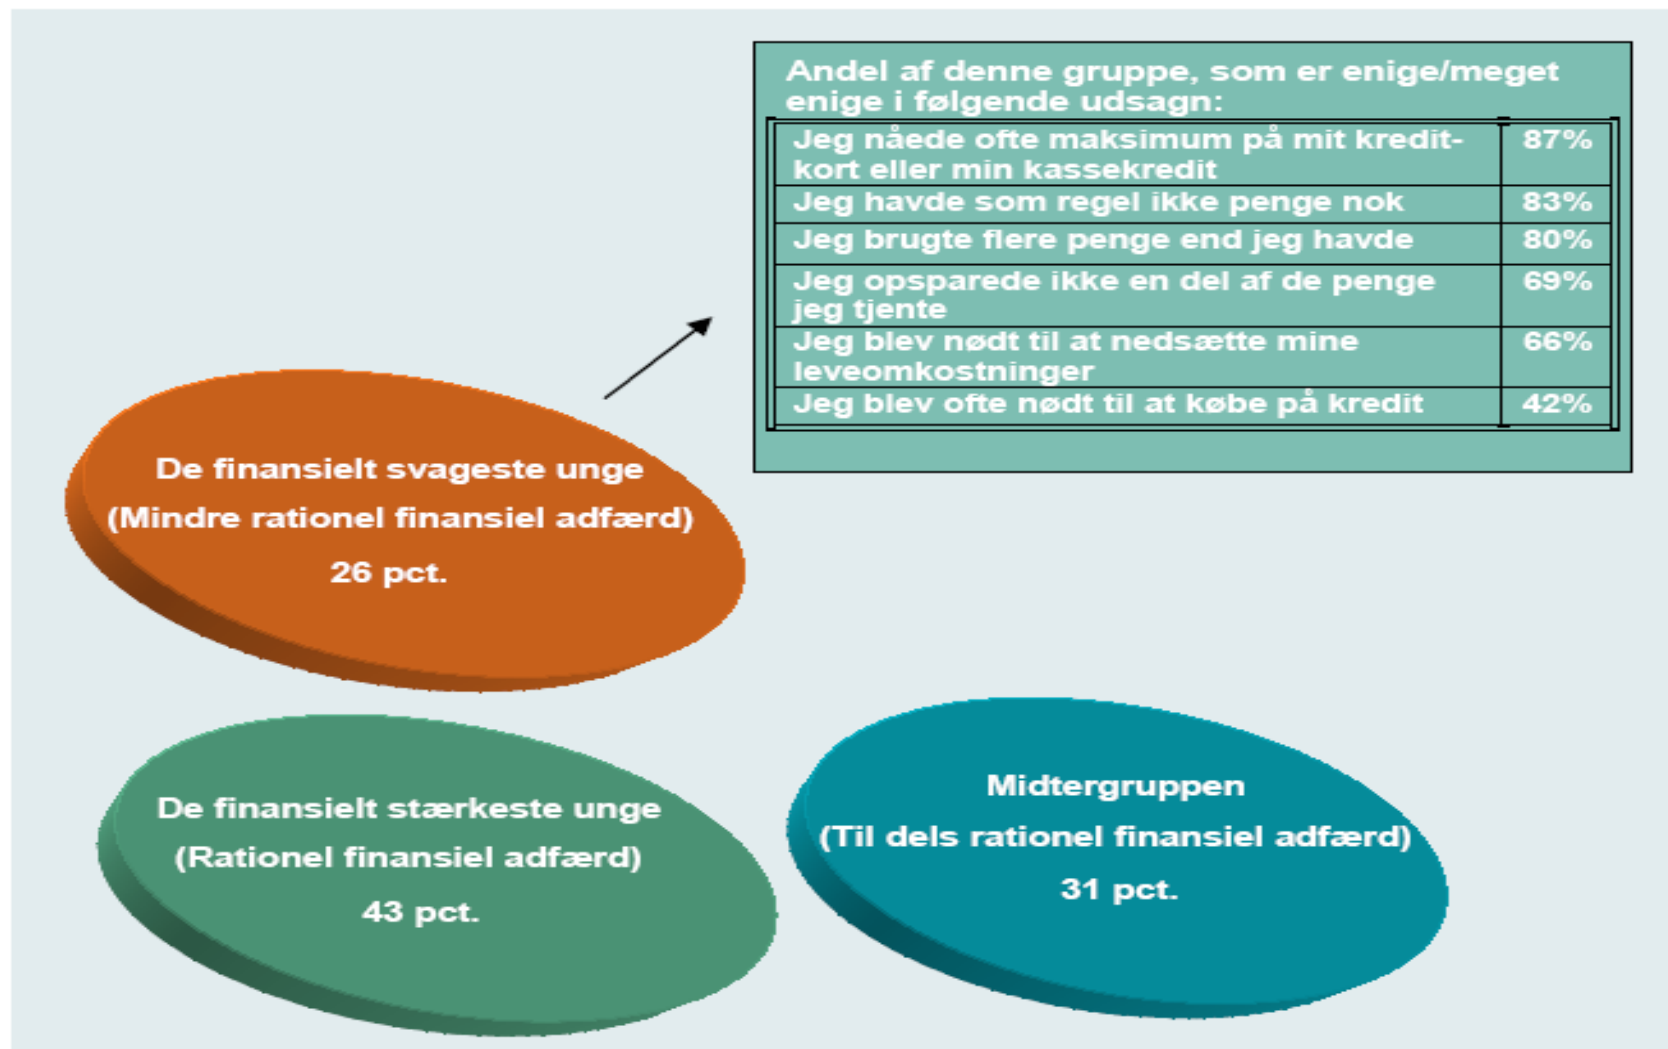 Andel af denne gruppe, som er enige/meget
enige i følgende udsagn:
Jeg nåede ofte maksimum på mit kredit-
kort eller min kassekredit
87%
Jeg havde som regel ikke penge nok
83%
Jeg brugte flere penge end jeg havde
80%
Jeg opsparede ikke en del af de penge
jeg tjente
69%
Jeg blev nødt til at nedsætte mine
leveomkostninger
66%
Jeg blev ofte nødt til at købe på kredit
42%
De finansielt svageste unge
(Mindre rationel finansiel adfærd)
26 pct.
De finansielt stærkeste unge
(Rationel finansiel adfærd)
43 pct.
Midtergruppen
(Til dels rationel finansiel adfærd)
31 pct.